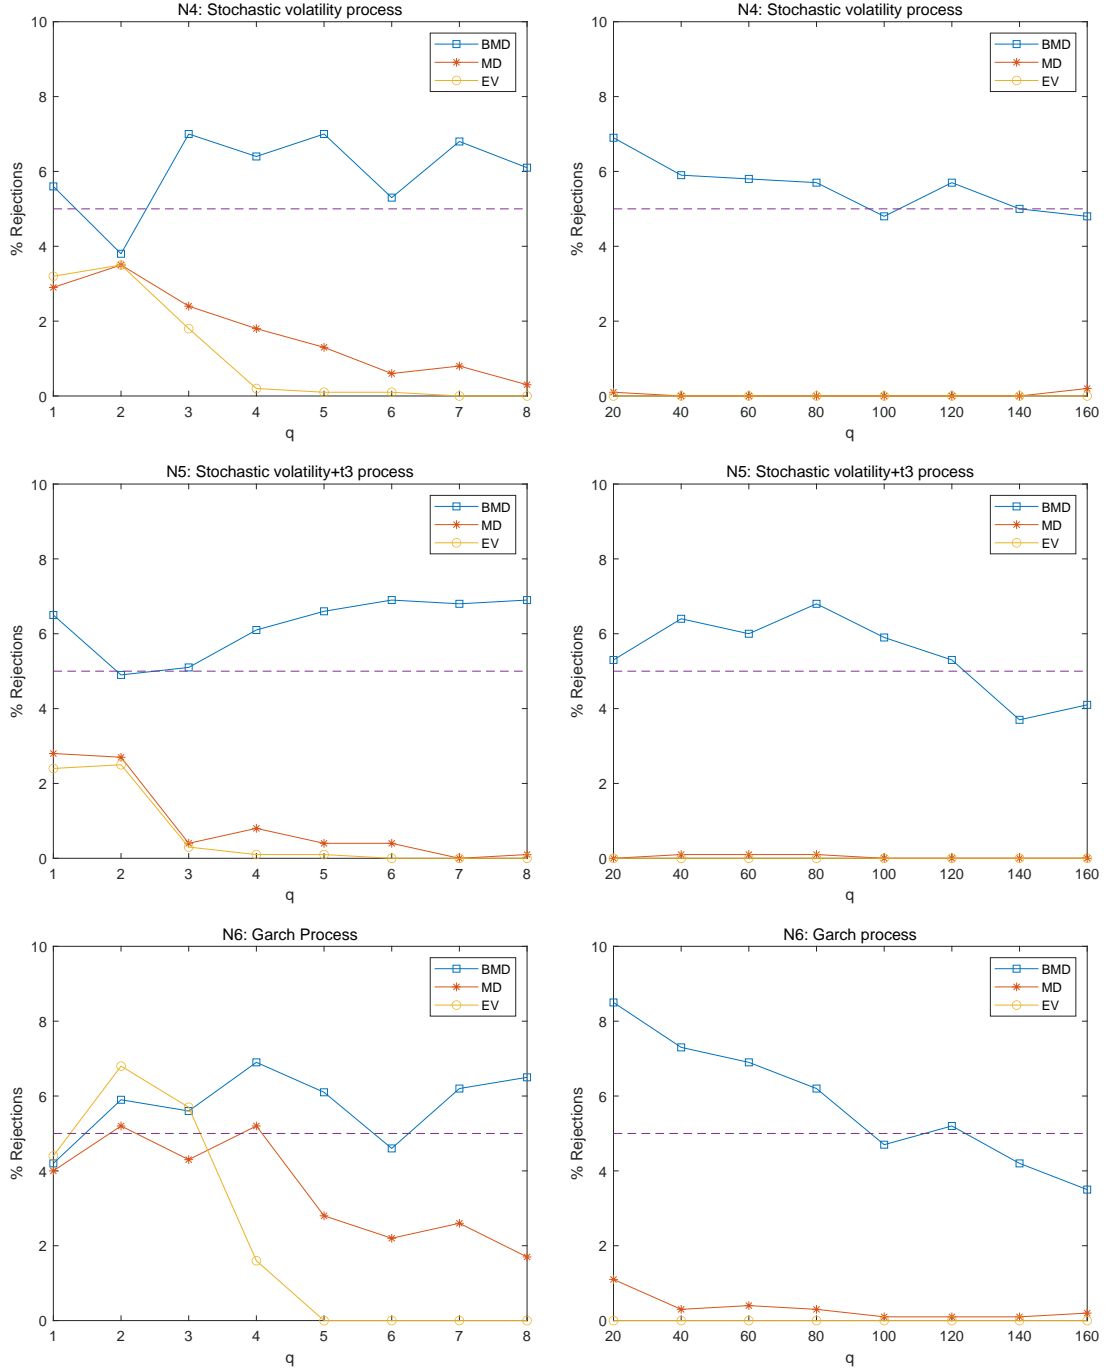 N4: Stochastic volatility process
10
8
6
4
2
0
% Rejections
BMD
MD
EV
1 2 3 4 5 6 7 8
q
N4: Stochastic volatility process
10
8
6
4
2
0
% Rejections
BMD
MD
EV
20 40 60 80 100 120 140 160
q
N5: Stochastic volatility+t3 process
10
8
6
4
2
0
% Rejections
BMD
MD
EV
1 2 3 4 5 6 7 8
q
N5: Stochastic volatility+t3 process
10
8
6
4
2
0
% Rejections
BMD
MD
EV
20 40 60 80 100 120 140 160
q
N6: Garch Process
10
8
6
4
2
0
% Rejections
BMD
MD
EV
1 2 3 4 5 6 7 8
q
N6: Garch process
10
8
6
4
2
0
% Rejections
BMD
MD
EV
20 40 60 80 100 120 140 160
q